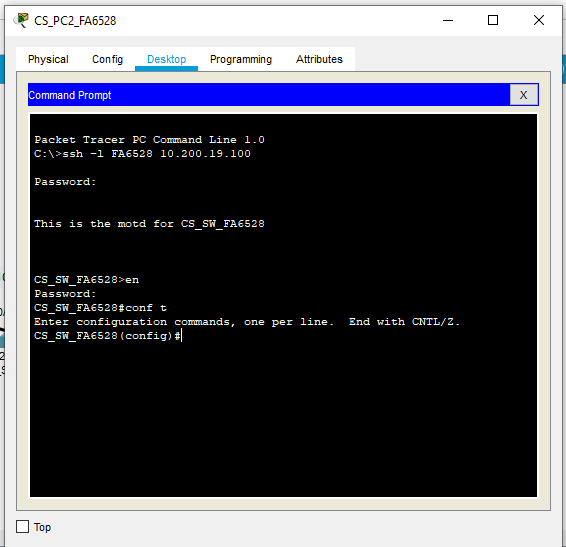 CS_PC2_FA6528
Physical Config Desktop Programming Attributes
Command Prompt X
Packet Tracer PC Command Line 1.0
C:\>ssh -l FA6528 10.200.19.100
Password:
This is the motd for CS_SW_FA6528
CS_SW_FA6528>en
Password:
CS_SW_FA6528#conf t
Enter configuration commands, one per line.  End with CNTL/Z.
CS_SW_FA6528(config)#
Top